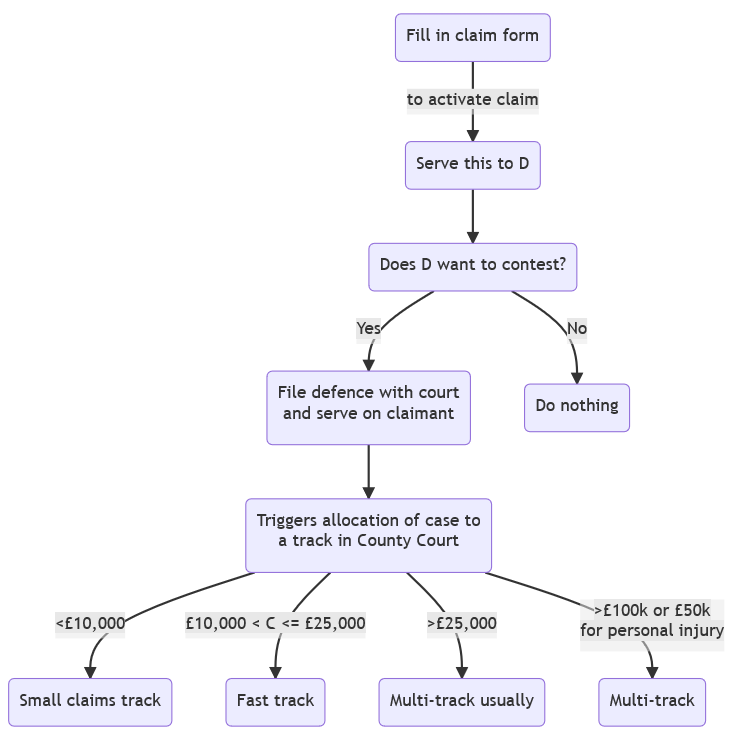 Fill in claim form
to activate claim
Serve this to D
Does D want to contest?
Yes
No
File defence with court
and serve on claimant
Do nothing
Triggers allocation of case to
a track in County Court
<£10,000
£10,000 < C <= £25,000
>£25,000
>£100k or £50k
for personal injury
Small claims track
Fast track
Multi-track usually
Multi-track